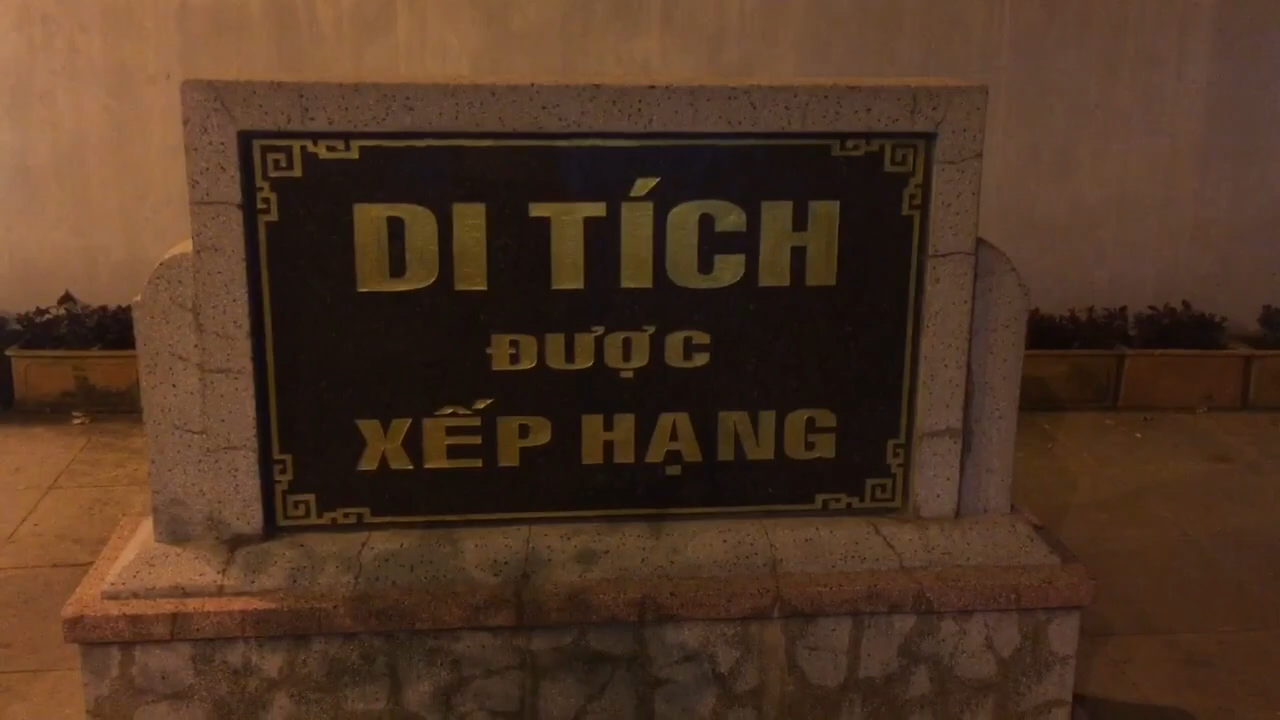 DI TÍCH
ĐƯỢC
XẾP HẠNG